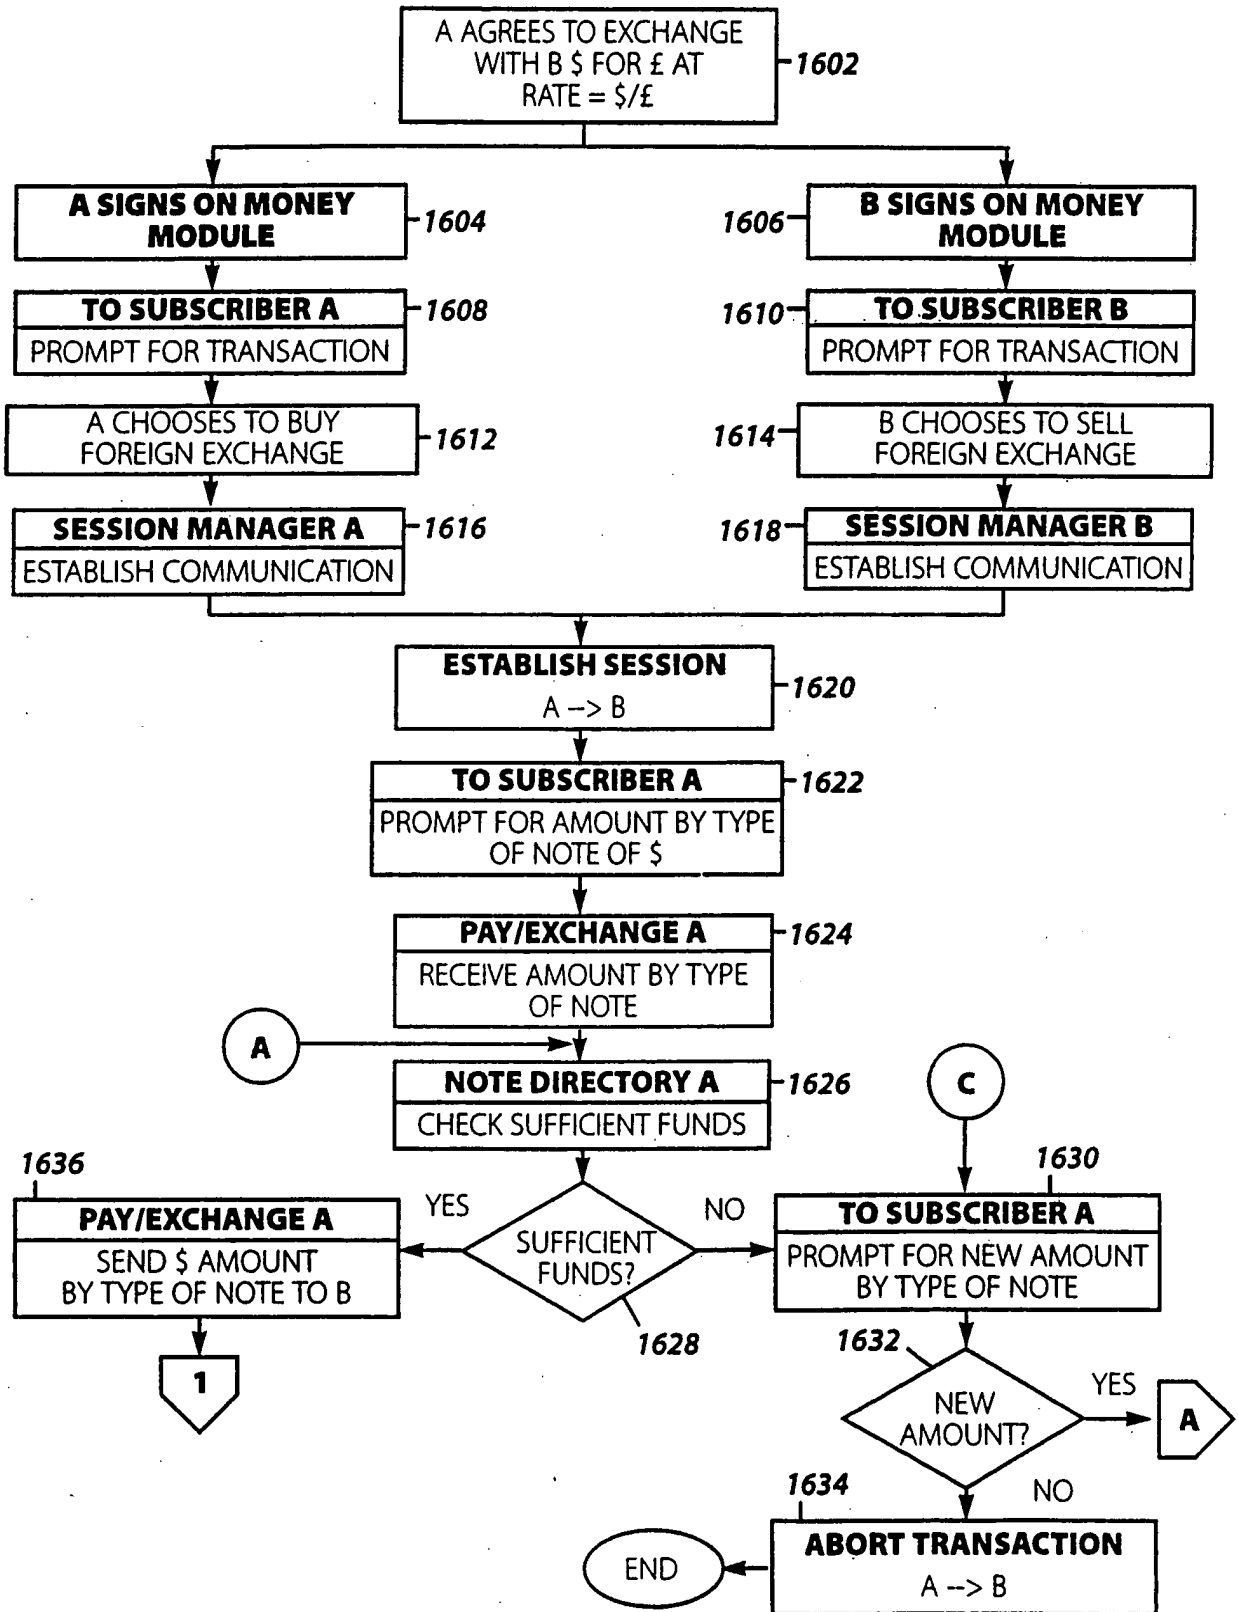 A AGREES TO EXCHANGE
WITH B $ FOR £ AT
RATE = $/£
1602
A SIGNS ON MONEY
MODULE
1604
1606
B SIGNS ON MONEY
MODULE
TO SUBSCRIBER A
1608
PROMPT FOR TRANSACTION
1610
TO SUBSCRIBER B
PROMPT FOR TRANSACTION
A CHOOSES TO BUY
FOREIGN EXCHANGE
1612
1614
B CHOOSES TO SELL
FOREIGN EXCHANGE
SESSION MANAGER A
1616
ESTABLISH COMMUNICATION
1618
SESSION MANAGER B
ESTABLISH COMMUNICATION
ESTABLISH SESSION
A --> B
1620
TO SUBSCRIBER A
1622
PROMPT FOR AMOUNT BY TYPE
OF NOTE OF $
PAY/EXCHANGE A
1624
RECEIVE AMOUNT BY TYPE
OF NOTE
A
NOTE DIRECTORY A
1626
CHECK SUFFICIENT FUNDS
C
1636
PAY/EXCHANGE A
SEND $ AMOUNT
BY TYPE OF NOTE TO B
YES
SUFFICIENT
FUNDS?
NO
1628
1630
TO SUBSCRIBER A
PROMPT FOR NEW AMOUNT
BY TYPE OF NOTE
1
1632
NEW
AMOUNT?
YES
A
NO
1634
ABORT TRANSACTION
A --> B
END